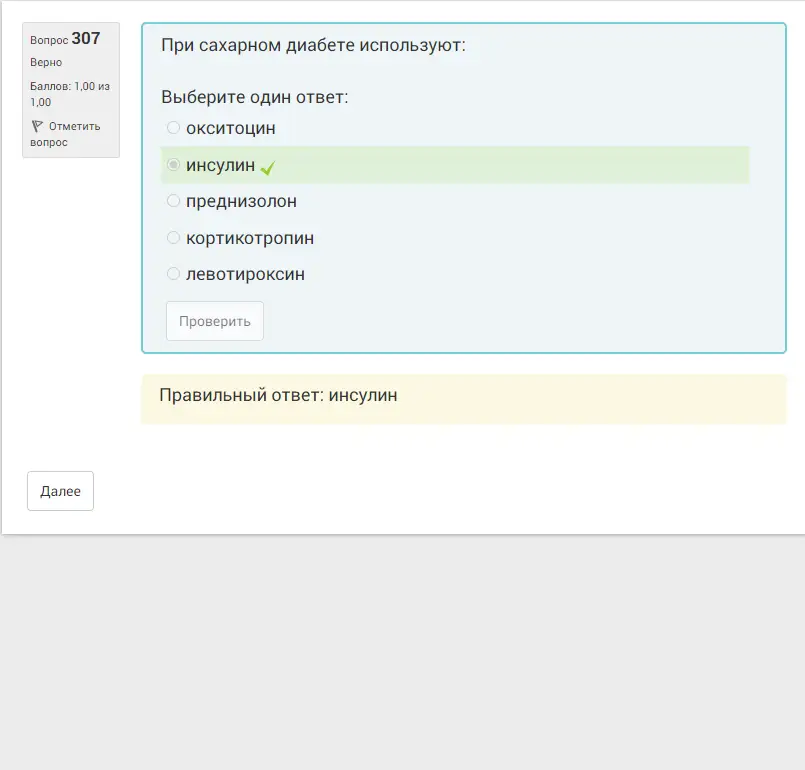 Вопрос 307
Верно
Баллов: 1,00 из
1,00
Отметить
вопрос
При сахарном диабете используют:
Выберите один ответ:
окситоцин
инсулин
преднизолон
кортикотропин
левотироксин
Проверить
Правильный ответ: инсулин
Далее